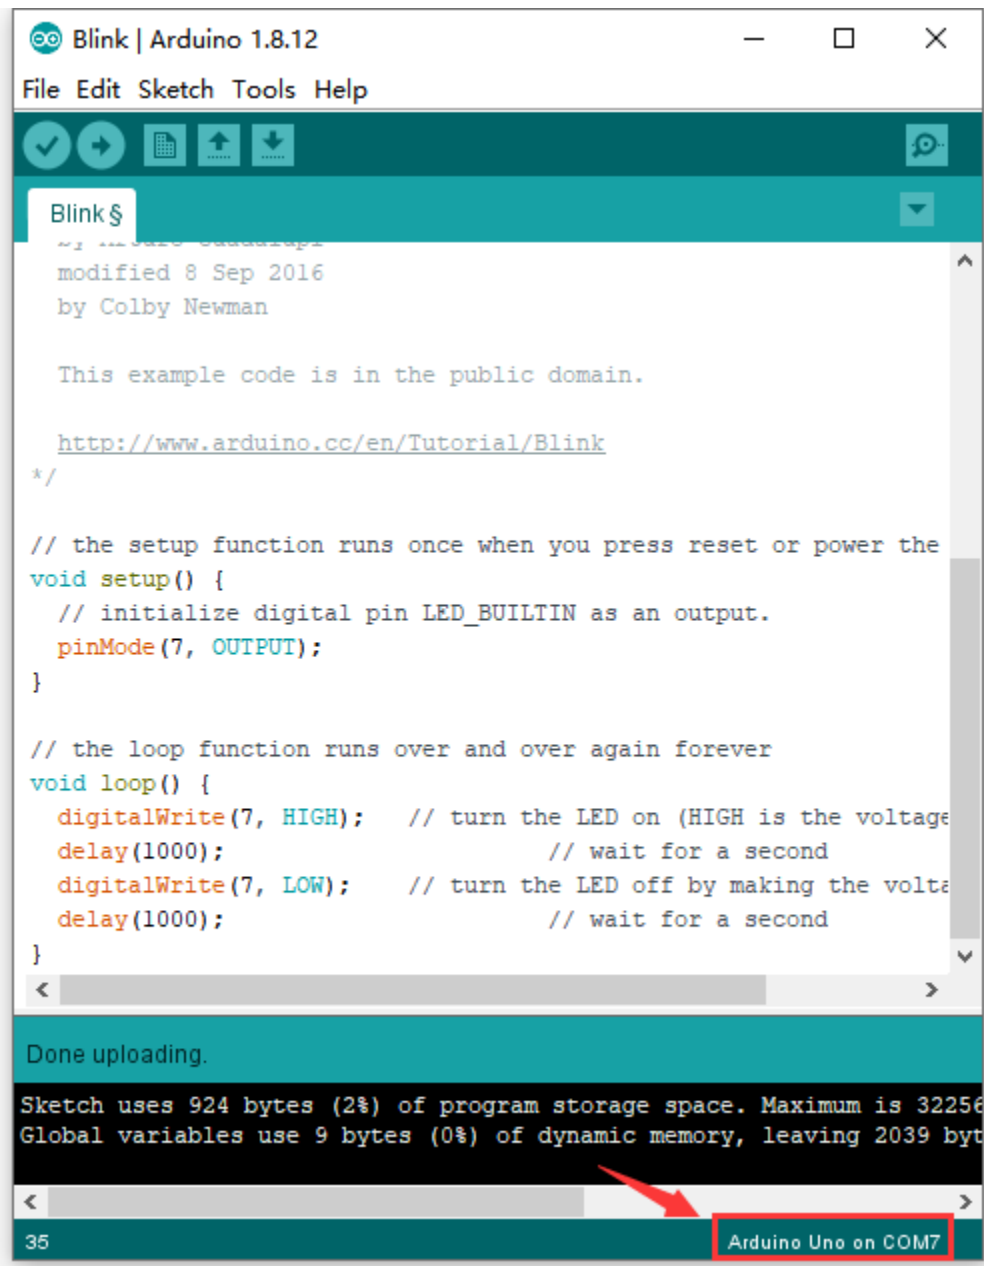 Blink | Arduino 1.8.12
File Edit Sketch Tools Help
Blink §
modified 8 Sep 2016
by Colby Newman
This example code is in the public domain.
http://www.arduino.cc/en/Tutorial/Blink
*/
// the setup function runs once when you press reset or power the
void setup() {
  // initialize digital pin LED_BUILTIN as an output.
  pinMode(7, OUTPUT);
}
// the loop function runs over and over again forever
void loop() {
  digitalWrite(7, HIGH);   // turn the LED on (HIGH is the voltage
  delay(1000);                       // wait for a second
  digitalWrite(7, LOW);    // turn the LED off by making the volta
  delay(1000);                       // wait for a second
}
Done uploading.
Sketch uses 924 bytes (2%) of program storage space. Maximum is 32256
Global variables use 9 bytes (0%) of dynamic memory, leaving 2039 byt
35
Arduino Uno on COM7